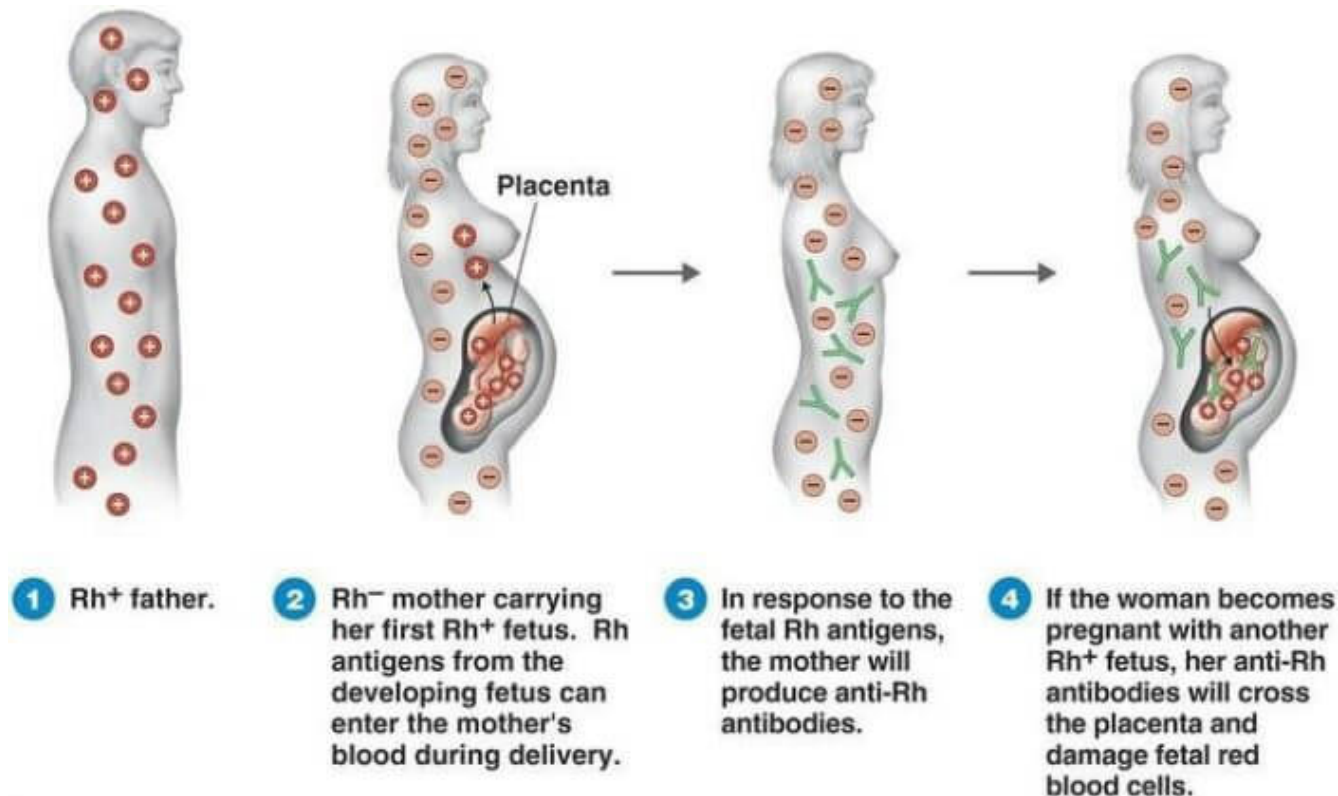 Placenta
1 Rh+ father.
2 Rh– mother carrying
her first Rh+ fetus. Rh
antigens from the
developing fetus can
enter the mother's
blood during delivery.
3 In response to the
fetal Rh antigens,
the mother will
produce anti-Rh
antibodies.
4 If the woman becomes
pregnant with another
Rh+ fetus, her anti-Rh
antibodies will cross
the placenta and
damage fetal red
blood cells.